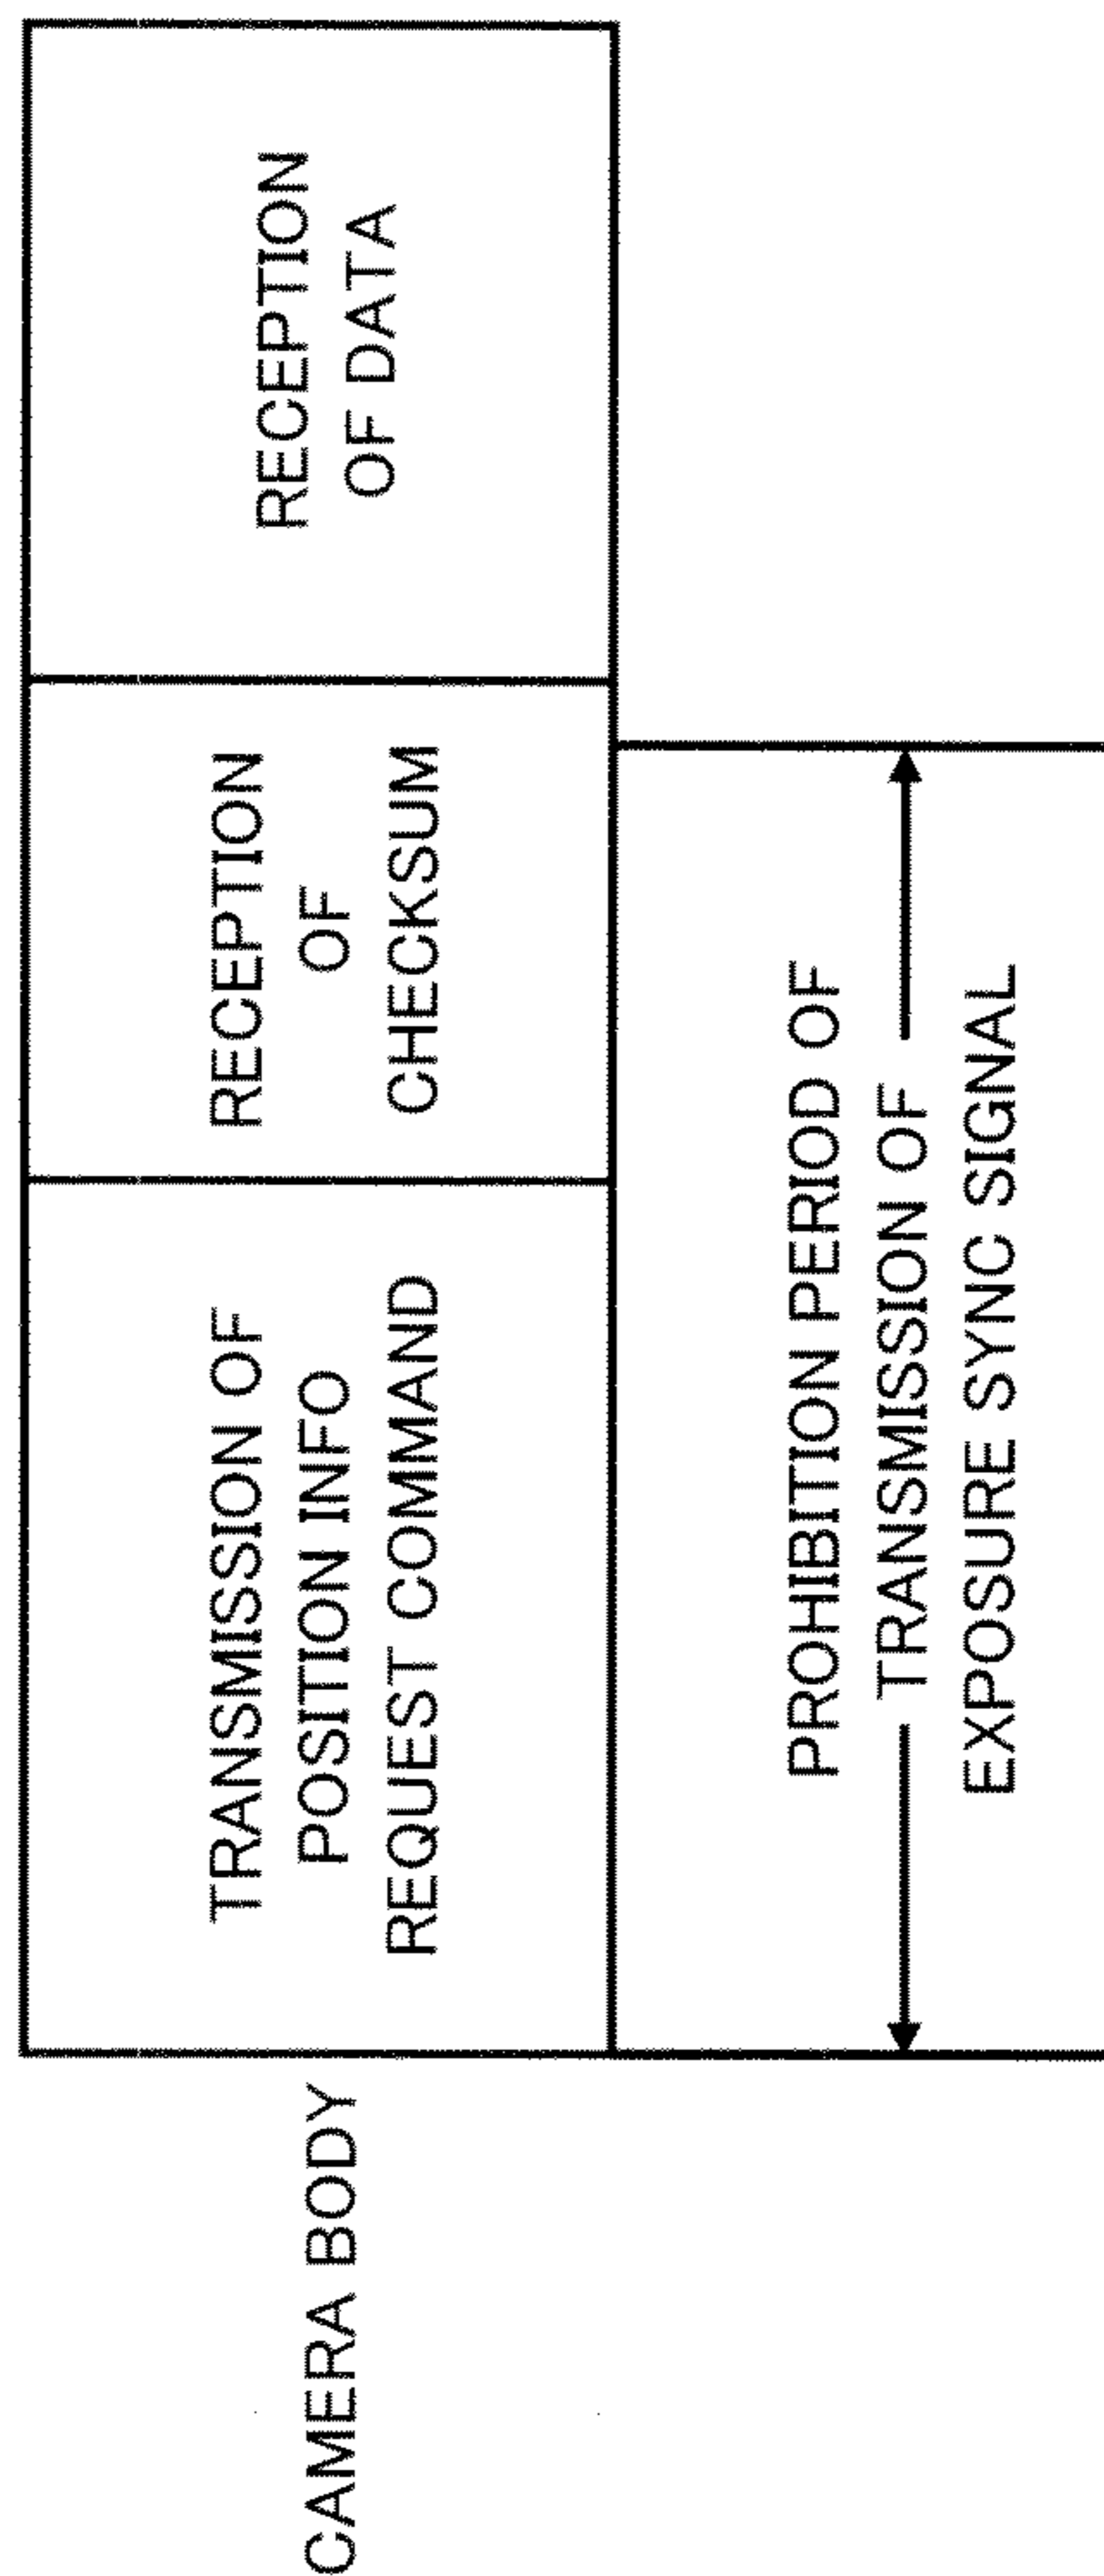 CAMERA BODY
TRANSMISSION OF
POSITION INFO
REQUEST COMMAND
RECEPTION
OF
CHECKSUM
RECEPTION
OF DATA
PROHIBITION PERIOD OF
TRANSMISSION OF
EXPOSURE SYNC SIGNAL